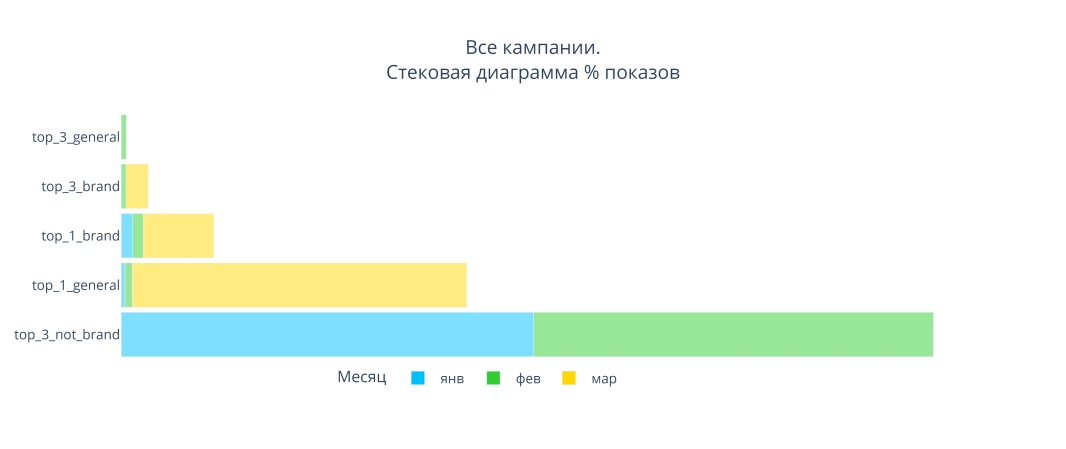 Все кампании.
Стековая диаграмма % показов
top_3_general
top_3_brand
top_1_brand
top_1_general
top_3_not_brand
Месяц янв фев мар